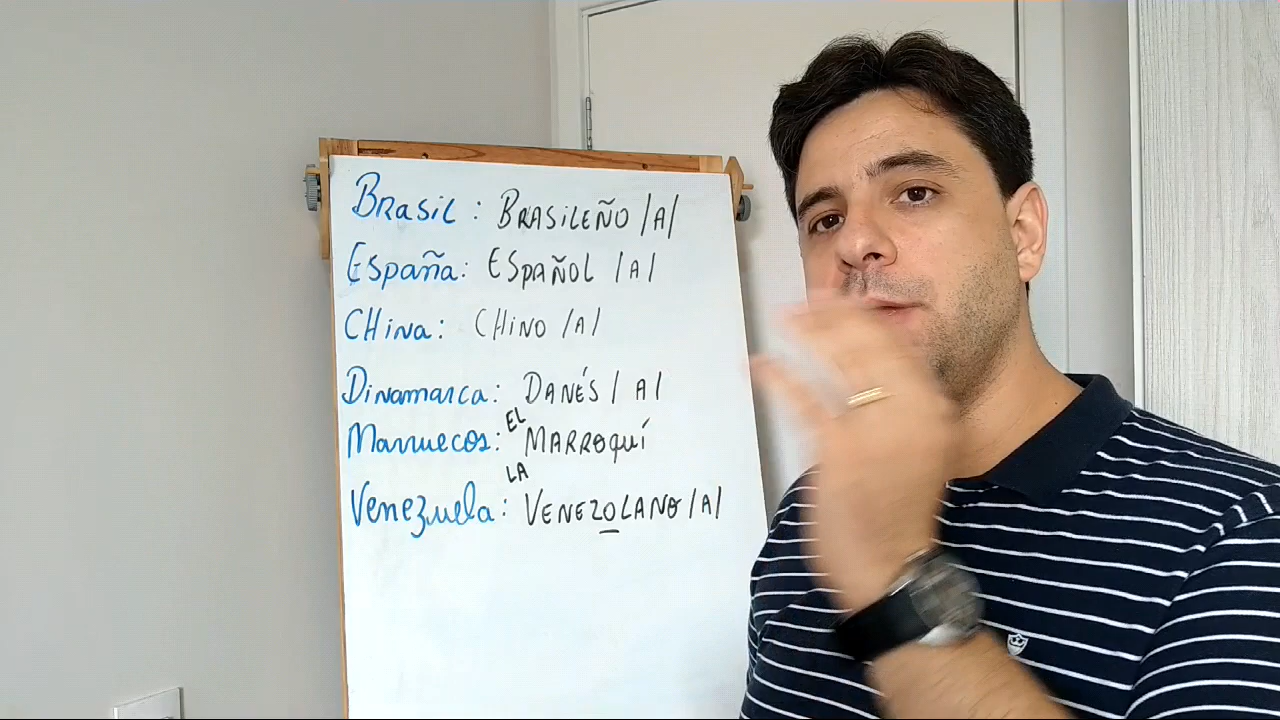 Brasil: BRASILEÑO /A/
España: ESPAÑOL /A/
CHina: CHINO /A/
Dinamarca: DANÉS / A/
EL
Marruecos: MARROquí
LA
Venezuela: VENEZOLANO /A/